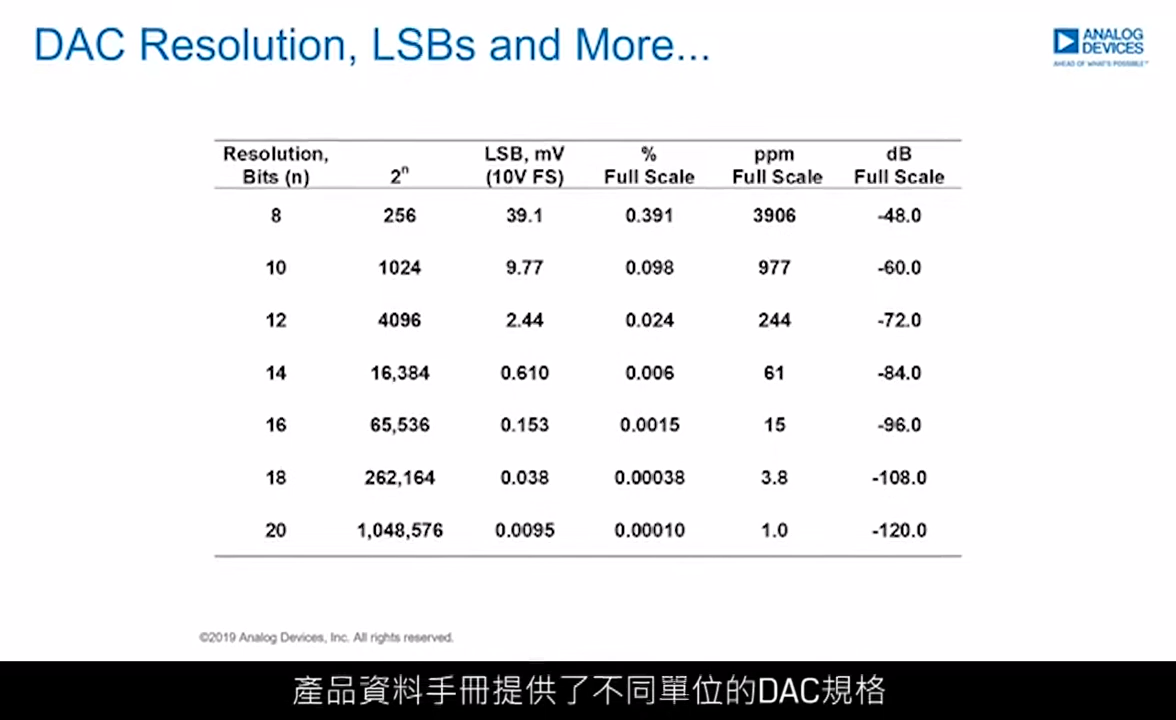 DAC Resolution, LSBs and More...
ANALOG
DEVICES
AHEAD OF WHAT'S POSSIBLE™
Resolution, Bits (n) 2ⁿ LSB, mV (10V FS) % Full Scale ppm Full Scale dB Full Scale
8 256 39.1 0.391 3906 -48.0
10 1024 9.77 0.098 977 -60.0
12 4096 2.44 0.024 244 -72.0
14 16,384 0.610 0.006 61 -84.0
16 65,536 0.153 0.0015 15 -96.0
18 262,164 0.038 0.00038 3.8 -108.0
20 1,048,576 0.0095 0.00010 1.0 -120.0
©2019 Analog Devices, Inc. All rights reserved.
產品資料手冊提供了不同單位的DAC規格